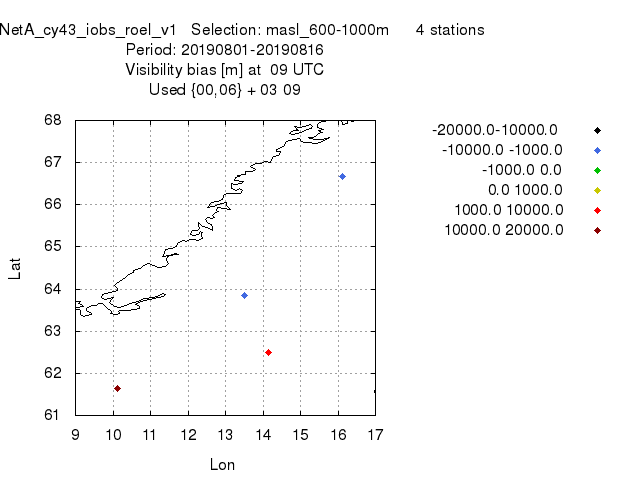 NetA_cy43_iobs_roel_v1 Selection: masl_600-1000m 4 stations
Period: 20190801-20190816
Visibility bias [m] at 09 UTC
Used {00,06} + 03 09
-20000.0-10000.0
-10000.0 -1000.0
-1000.0 0.0
0.0 1000.0
1000.0 10000.0
10000.0 20000.0
68
67
66
65
64
63
62
61
Lat
9 10 11 12 13 14 15 16 17
Lon